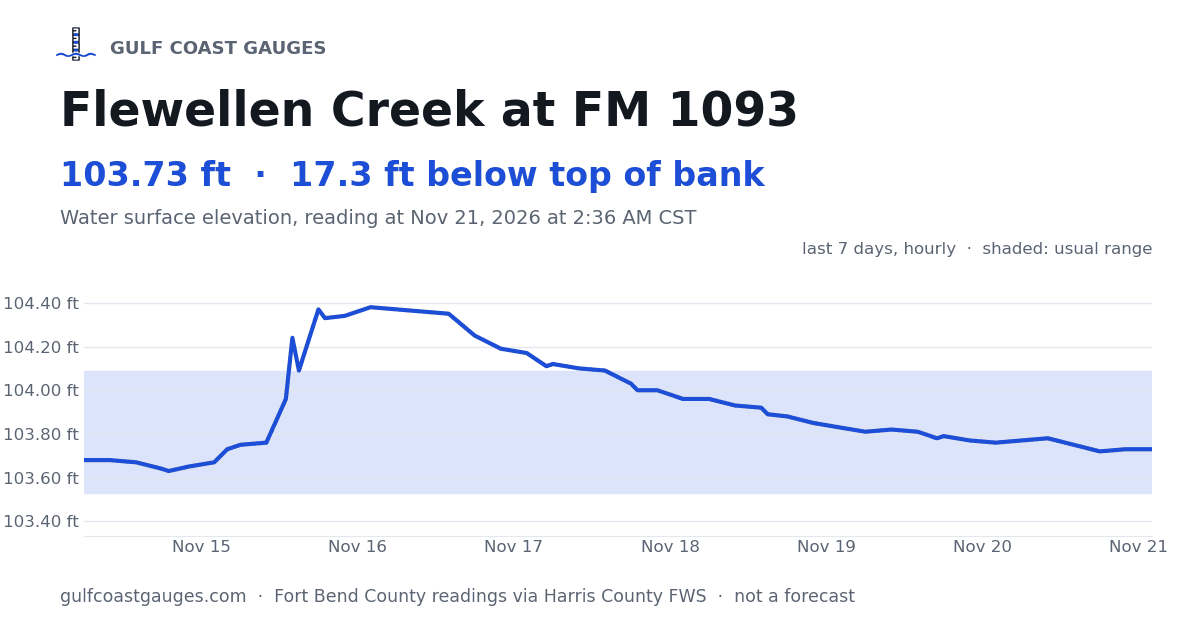 GULF COAST GAUGES
Flewellen Creek at FM 1093
103.73 ft · 17.3 ft below top of bank
Water surface elevation, reading at Nov 21, 2026 at 2:36 AM CST
last 7 days, hourly · shaded: usual range
104.40 ft
104.20 ft
104.00 ft
103.80 ft
103.60 ft
103.40 ft
Nov 15 Nov 16 Nov 17 Nov 18 Nov 19 Nov 20 Nov 21
gulfcoastgauges.com · Fort Bend County readings via Harris County FWS · not a forecast